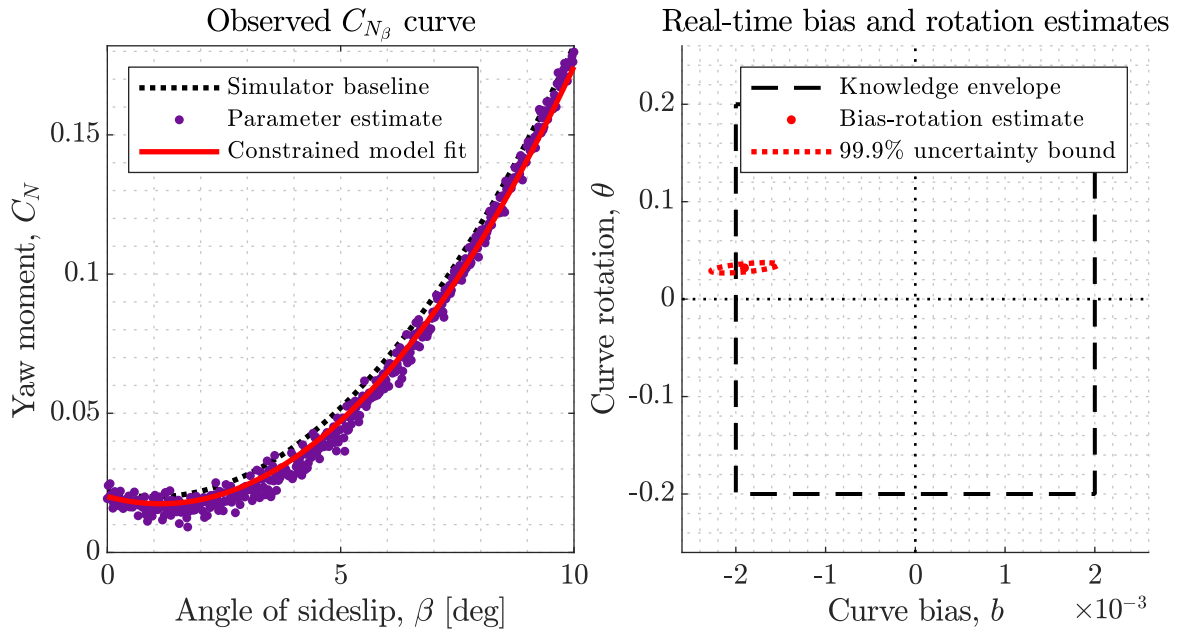 Observed $C_{N_\beta}$ curve
Simulator baseline
Parameter estimate
Constrained model fit
Yaw moment, $C_N$
0.15
0.1
0.05
0
0
5
10
Angle of sideslip, β [deg]
Real-time bias and rotation estimates
Knowledge envelope
Bias-rotation estimate
99.9% uncertainty bound
Curve rotation, θ
0.2
0.1
0
-0.1
-0.2
-2
-1
0
1
2
Curve bias, b
×10⁻³